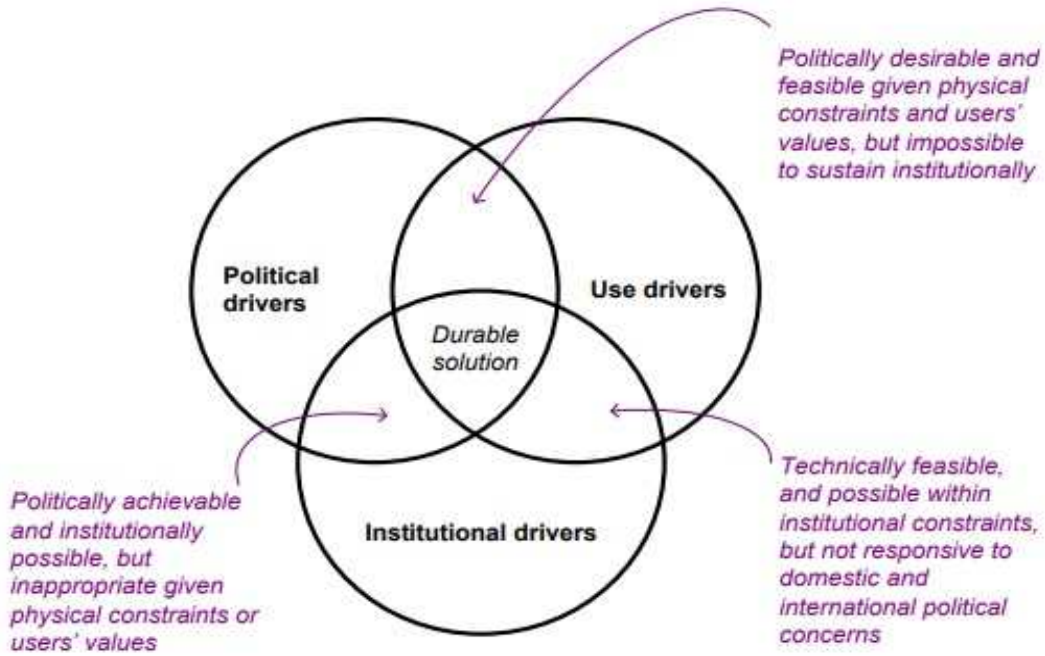 Politically desirable and
feasible given physical
constraints and users'
values, but impossible
to sustain institutionally
Political
drivers
Use drivers
Durable
solution
Politically achievable
and institutionally
possible, but
inappropriate given
physical constraints or
users' values
Institutional drivers
Technically feasible,
and possible within
institutional constraints,
but not responsive to
domestic and
international political
concerns